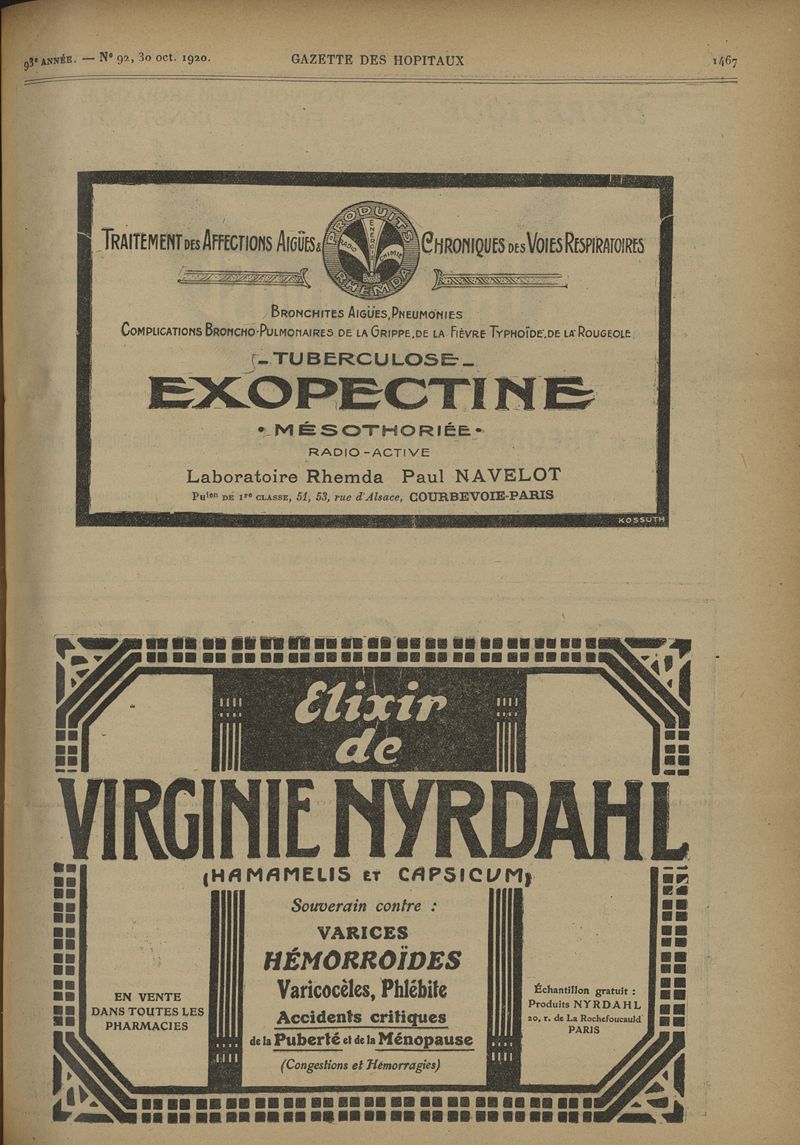 93e ANNÉE. — No 92, 30 oct. 1920. GAZETTE DES HOPITAUX 1467
TRAITEMENT DES AFFECTIONS AIGÜES & CHRONIQUES DES VOIES RESPIRATOIRES
PRODUITS
RADIO ENERGIE CHIMIE
RHEMDA
BRONCHITES AIGÜES, PNEUMONIES
COMPLICATIONS BRONCHO-PULMONAIRES DE LA GRIPPE, DE LA FIÈVRE TYPHOÏDE, DE LA ROUGEOLE
- TUBERCULOSE -
EXOPECTINE
• MÉSOTHORIÉE •
RADIO-ACTIVE
Laboratoire Rhemda Paul NAVELOT
Phien DE 1re CLASSE, 51, 53, rue d'Alsace, COURBEVOIE-PARIS
KOSSUTH
Elixir
de
VIRGINIE NYRDAHL
(HAMAMELIS ET CAPSICUM)
Souverain contre :
VARICES
HÉMORROÏDES
Varicocèles, Phlébite
Accidents critiques
de la Puberté et de la Ménopause
(Congestions et Hémorragies)
EN VENTE
DANS TOUTES LES
PHARMACIES
Échantillon gratuit :
Produits NYRDAHL
20, r. de La Rochefoucauld
PARIS